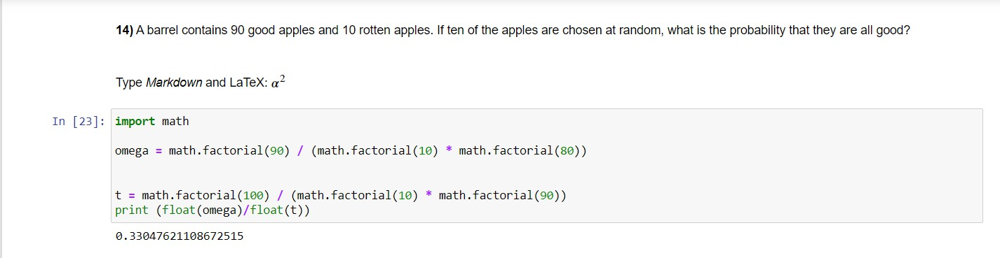 14) A barrel contains 90 good apples and 10 rotten apples. If ten of the apples are chosen at random, what is the probability that they are all good?
Type Markdown and LaTeX: α²
In [23]: import math
omega = math.factorial(90) / (math.factorial(10) * math.factorial(80))
t = math.factorial(100) / (math.factorial(10) * math.factorial(90))
print (float(omega)/float(t))
0.33047621108672515